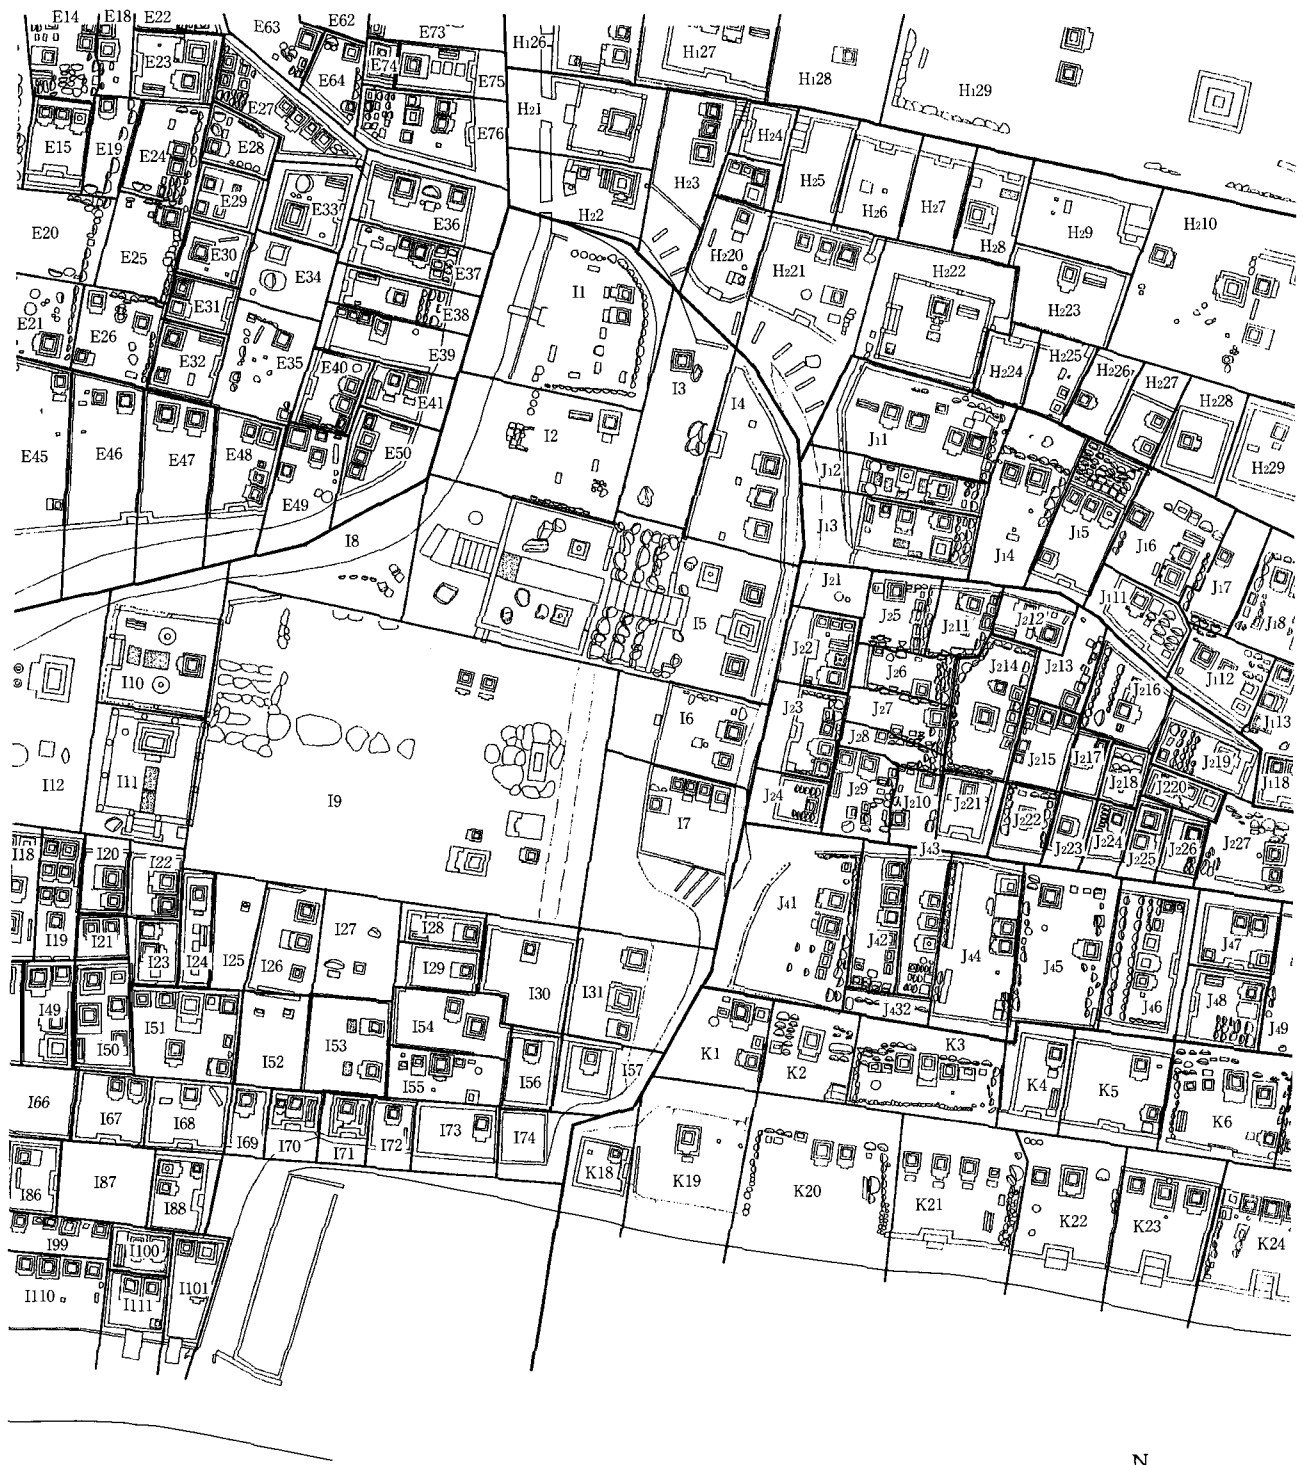 E14 E18 E22 E63 E62 E73
H₁26 H₁27 H₁28 H₁29
E23 E64 E74 E75
E27 E76 H₂1 H₂4
E15 E19 E24 E28
E29 E33 E36 H₂2 H₂3 H₂5 H₂6 H₂7 H₂8 H₂9 H₂10
E20 E25 E30 E34 E37 H₂20 H₂21 H₂22 H₂23
E21 E26 E31 E32 E35 E38 E39 I1
E40 E41 I3 I4 H₂24 H₂25 H₂26 H₂27 H₂28 H₂29
E45 E46 E47 E48 E49 E50 I2 J₁1 J₁2 J₁3 J₁4 J₁5 J₁6 J₁7 J₁8
I8 J₂1 J₂5 J₂11 J₂12 J₁11 J₁12
I5 J₂2 J₂6 J₂14 J₂13 J₂16 J₁13
I10 I6 J₂3 J₂7 J₂8 J₂15 J₂17 J₂18 J₂19 J₁18
I12 I11 I9 I7 J₂4 J₂9 J₂10 J₂21 J₂22 J₂23 J₂24 J₂25 J₂26 J₂20 J₂27
I18 I20 I22 J₄3
I19 I21 I23 I24 I25 I26 I27 I28 I29 I30 I31 J₄1 J₄2 J₄4 J₄5 J₄6 J₄7
I49 I50 I51 I52 I53 I54 J₄32 J₄8 J₄9
I55 I56 I57 K1 K2 K3 K4 K5 K6
I66 I67 I68 I69 I70 I71 I72 I73 I74
I86 I87 I88 K18 K19 K20 K21 K22 K23 K24
I99 I100 I101
I110 I111
N